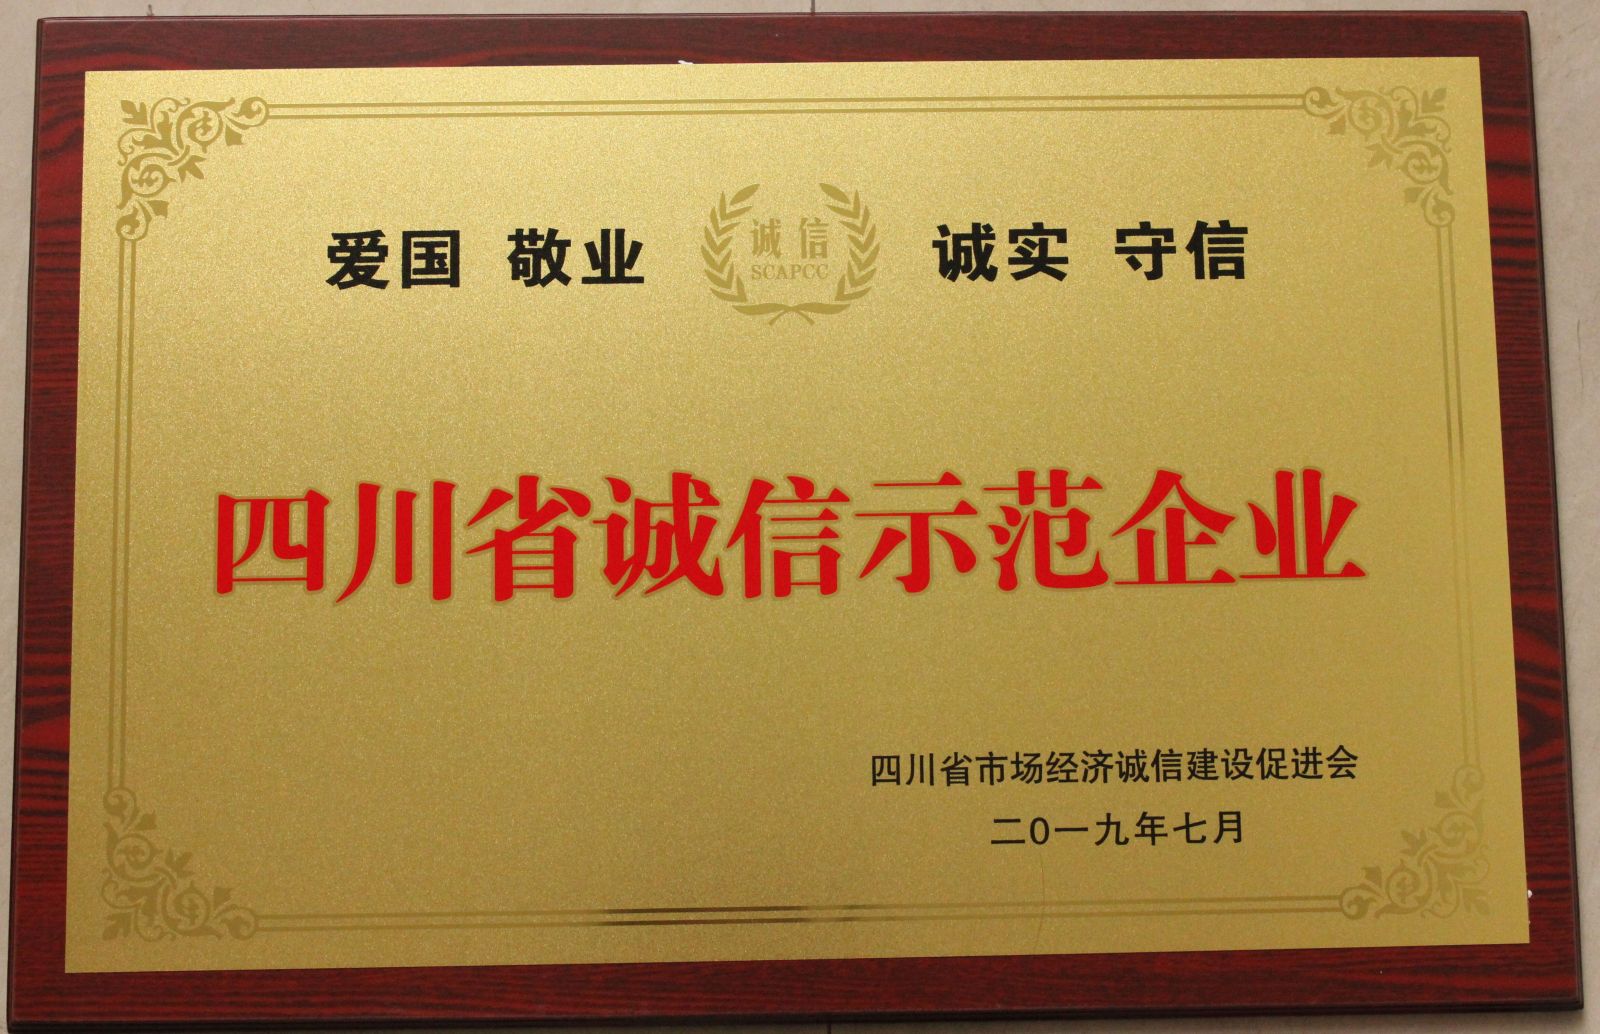 爱国 敬业 诚信 诚实 守信
SCAPCC
四川省诚信示范企业
四川省市场经济诚信建设促进会
二O一九年七月